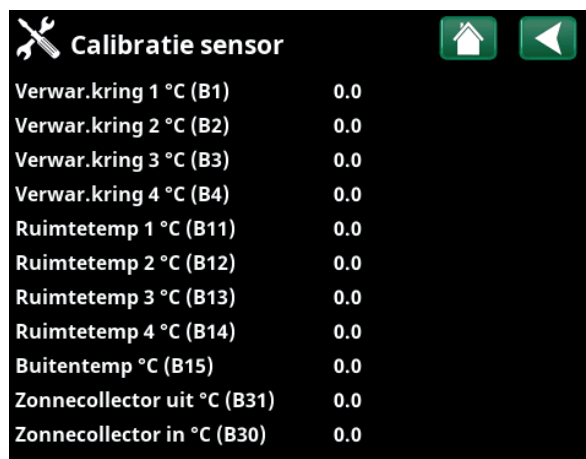 Calibratie sensor
Verwar.kring 1 °C (B1) 0.0
Verwar.kring 2 °C (B2) 0.0
Verwar.kring 3 °C (B3) 0.0
Verwar.kring 4 °C (B4) 0.0
Ruimtetemp 1 °C (B11) 0.0
Ruimtetemp 2 °C (B12) 0.0
Ruimtetemp 3 °C (B13) 0.0
Ruimtetemp 4 °C (B14) 0.0
Buitentemp °C (B15) 0.0
Zonnecollector uit °C (B31) 0.0
Zonnecollector in °C (B30) 0.0